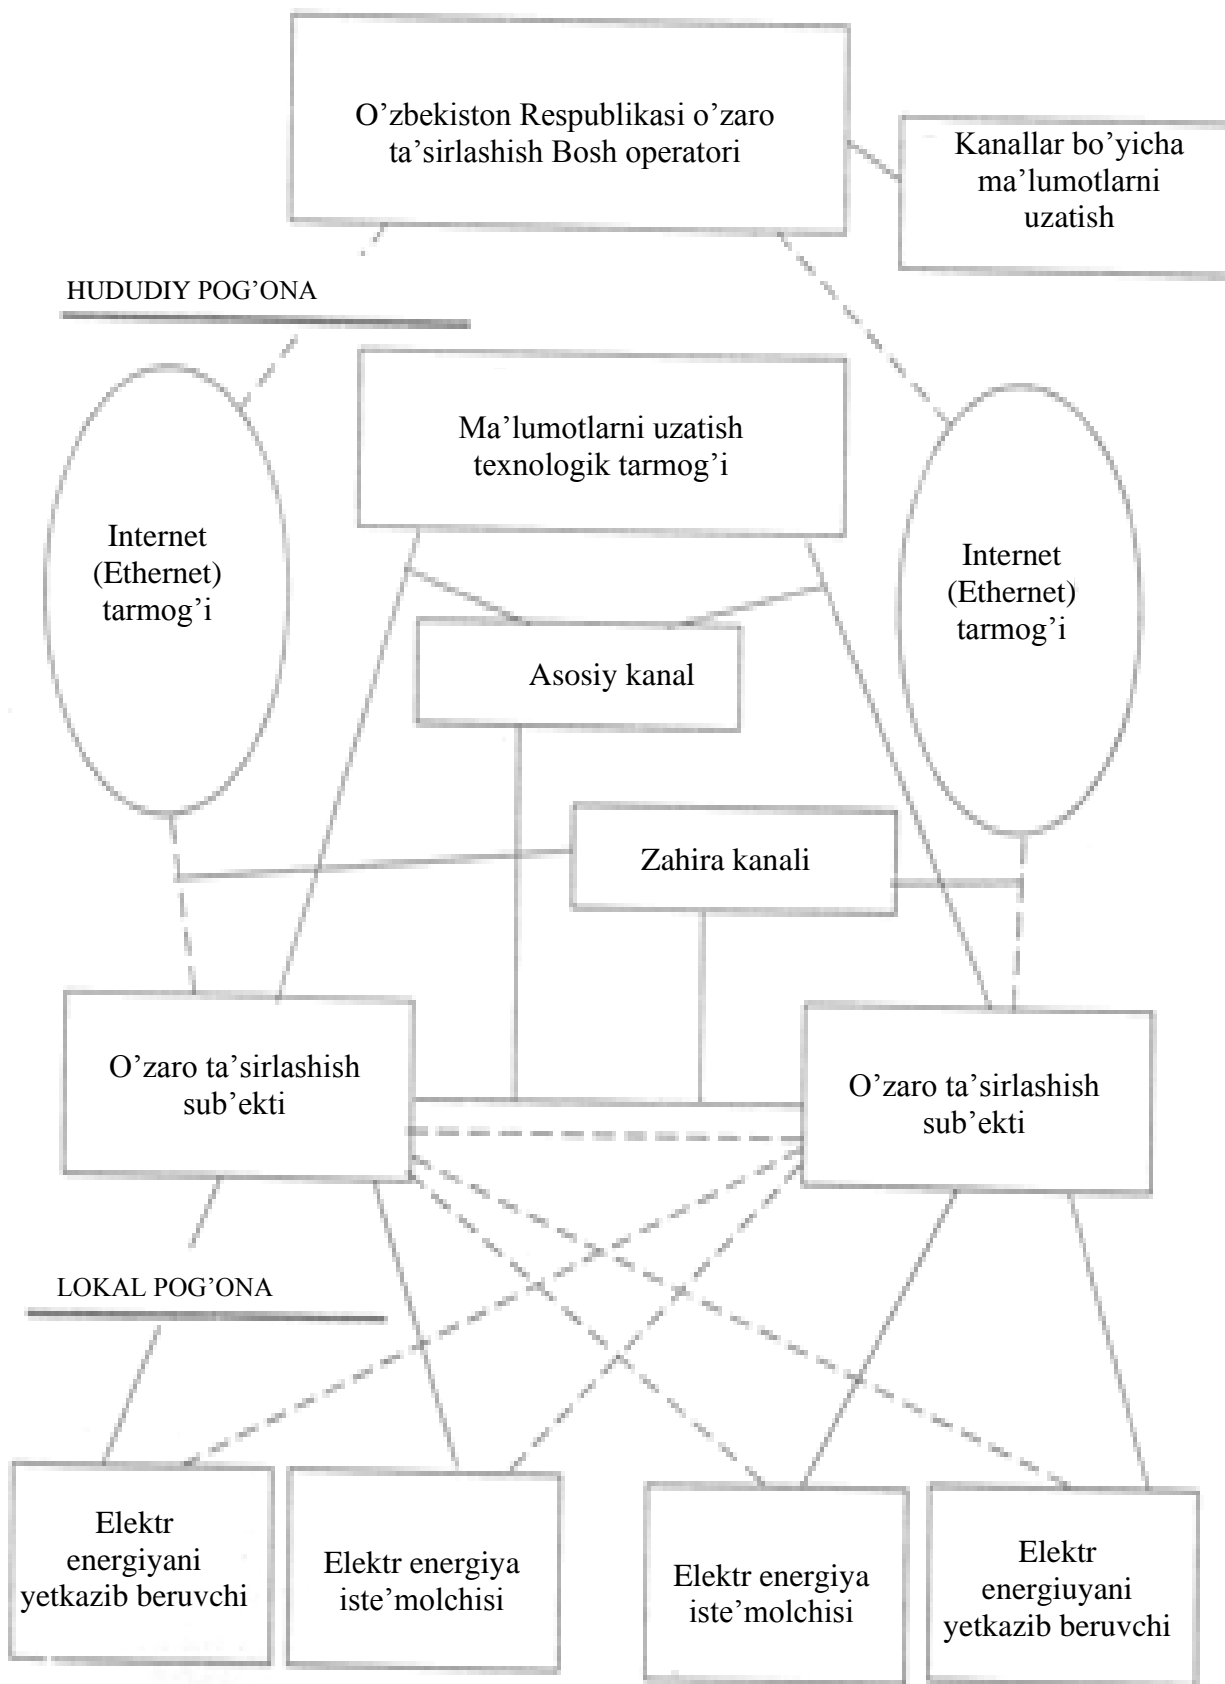 O’zbekiston Respublikasi o’zaro
ta’sirlashish Bosh operatori
Kanallar bo’yicha
ma’lumotlarni
uzatish
HUDUDIY POG’ONA
Ma’lumotlarni uzatish
texnologik tarmog’i
Internet
(Ethernet)
tarmog’i
Internet
(Ethernet)
tarmog’i
Asosiy kanal
Zahira kanali
O’zaro ta’sirlashish
sub’ekti
O’zaro ta’sirlashish
sub’ekti
LOKAL POG’ONA
Elektr
energiyani
yetkazib beruvchi
Elektr energiya
iste’molchisi
Elektr energiya
iste’molchisi
Elektr
energiuyani
yetkazib beruvchi